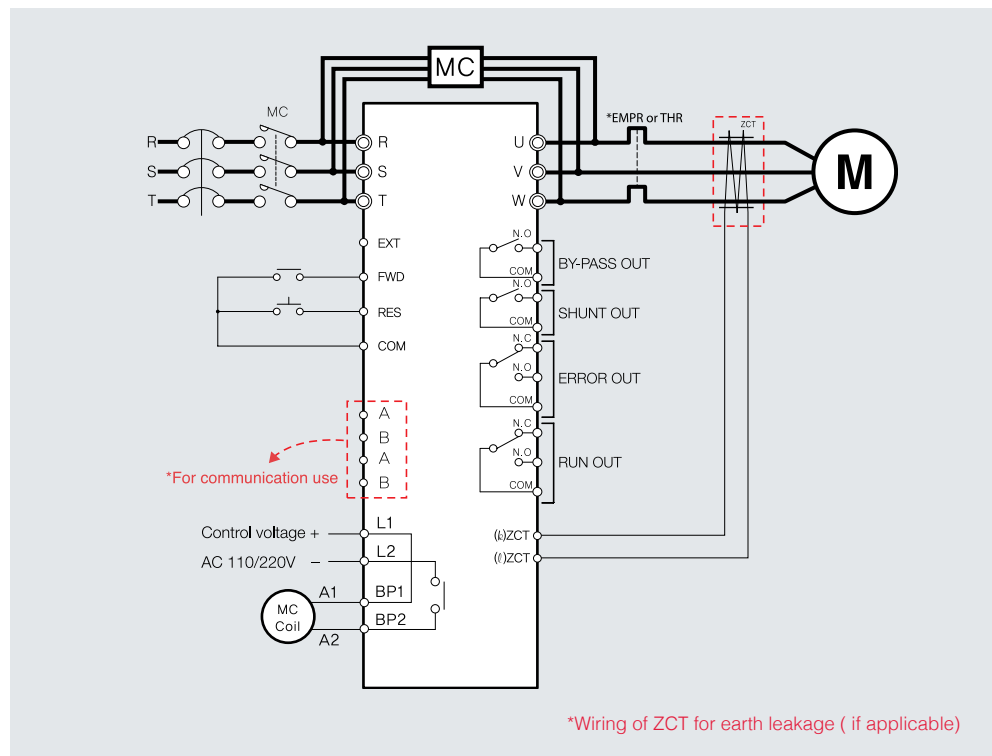 MC
MC
*EMPR or THR
ZCT
R
S
T
R
S
T
U
V
W
M
EXT
FWD
RES
COM
N.O
COM
BY-PASS OUT
N.O
COM
SHUNT OUT
N.C
N.O
COM
ERROR OUT
N.C
N.O
COM
RUN OUT
A
B
A
B
*For communication use
Control voltage +
AC 110/220V −
L1
L2
BP1
BP2
A1
A2
MC
Coil
(k)ZCT
(ℓ)ZCT
*Wiring of ZCT for earth leakage ( if applicable)